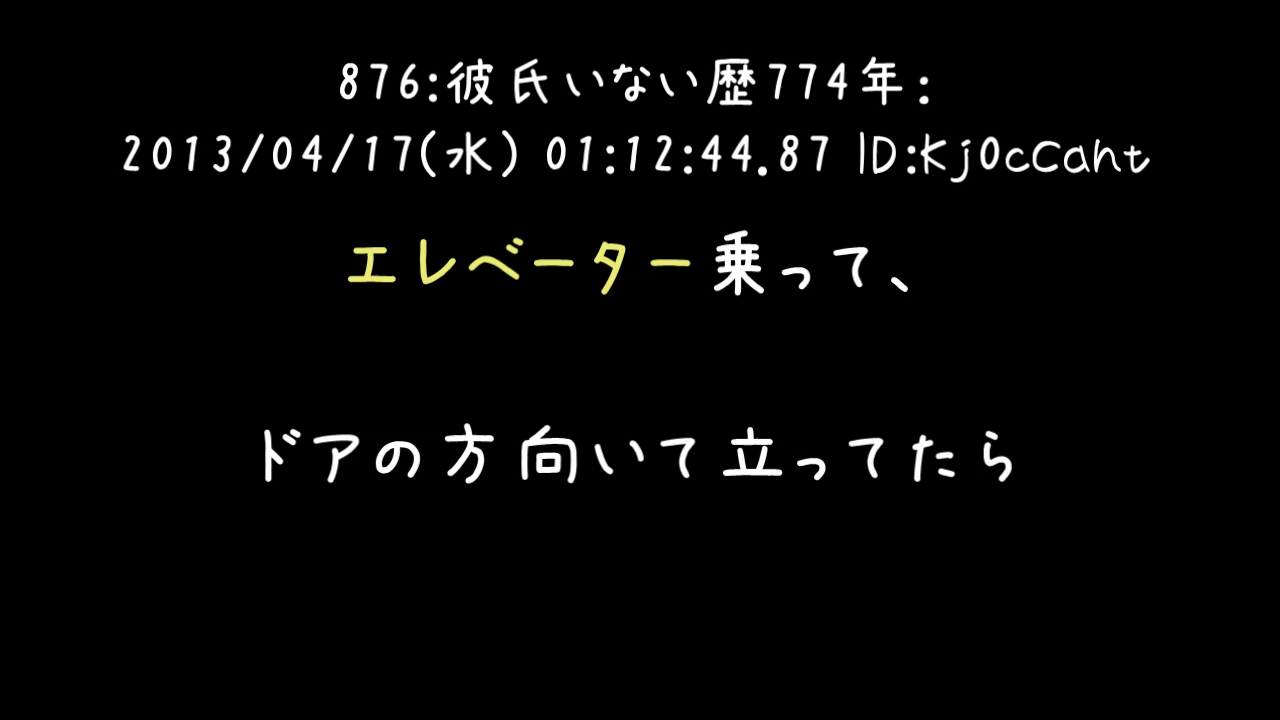 876:彼氏いない歴774年:
2013/04/17(水) 01:12:44.87 ID:Kj0cCaht
エレベーター乗って、
ドアの方向いて立ってたら